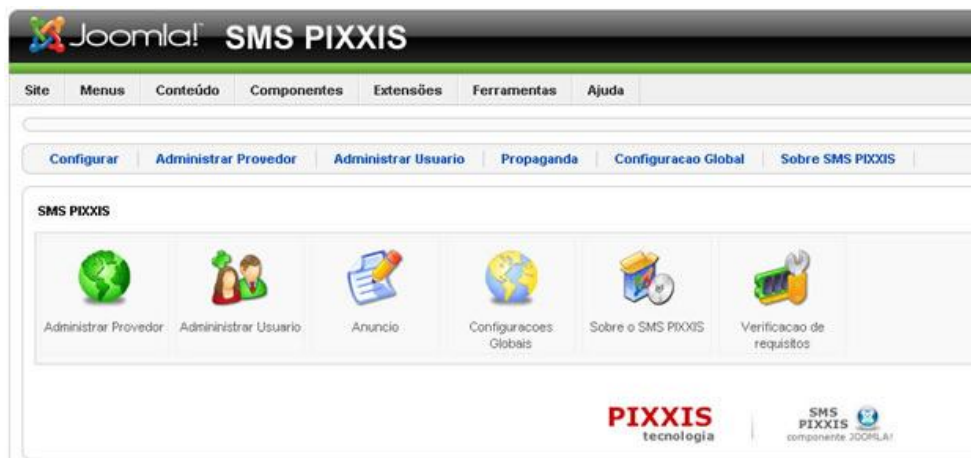 Joomla! SMS PIXXIS
Site Menus Conteúdo Componentes Extensões Ferramentas Ajuda
Configurar Administrar Provedor Administrar Usuario Propaganda Configuracao Global Sobre SMS PIXXIS
SMS PIXXIS
Administrar Provedor Admininistrar Usuario Anuncio Configuracoes Globais Sobre o SMS PIXXIS Verificacao de requisitos
PIXXIS tecnologia
SMS PIXXIS
componente JOOMLA!